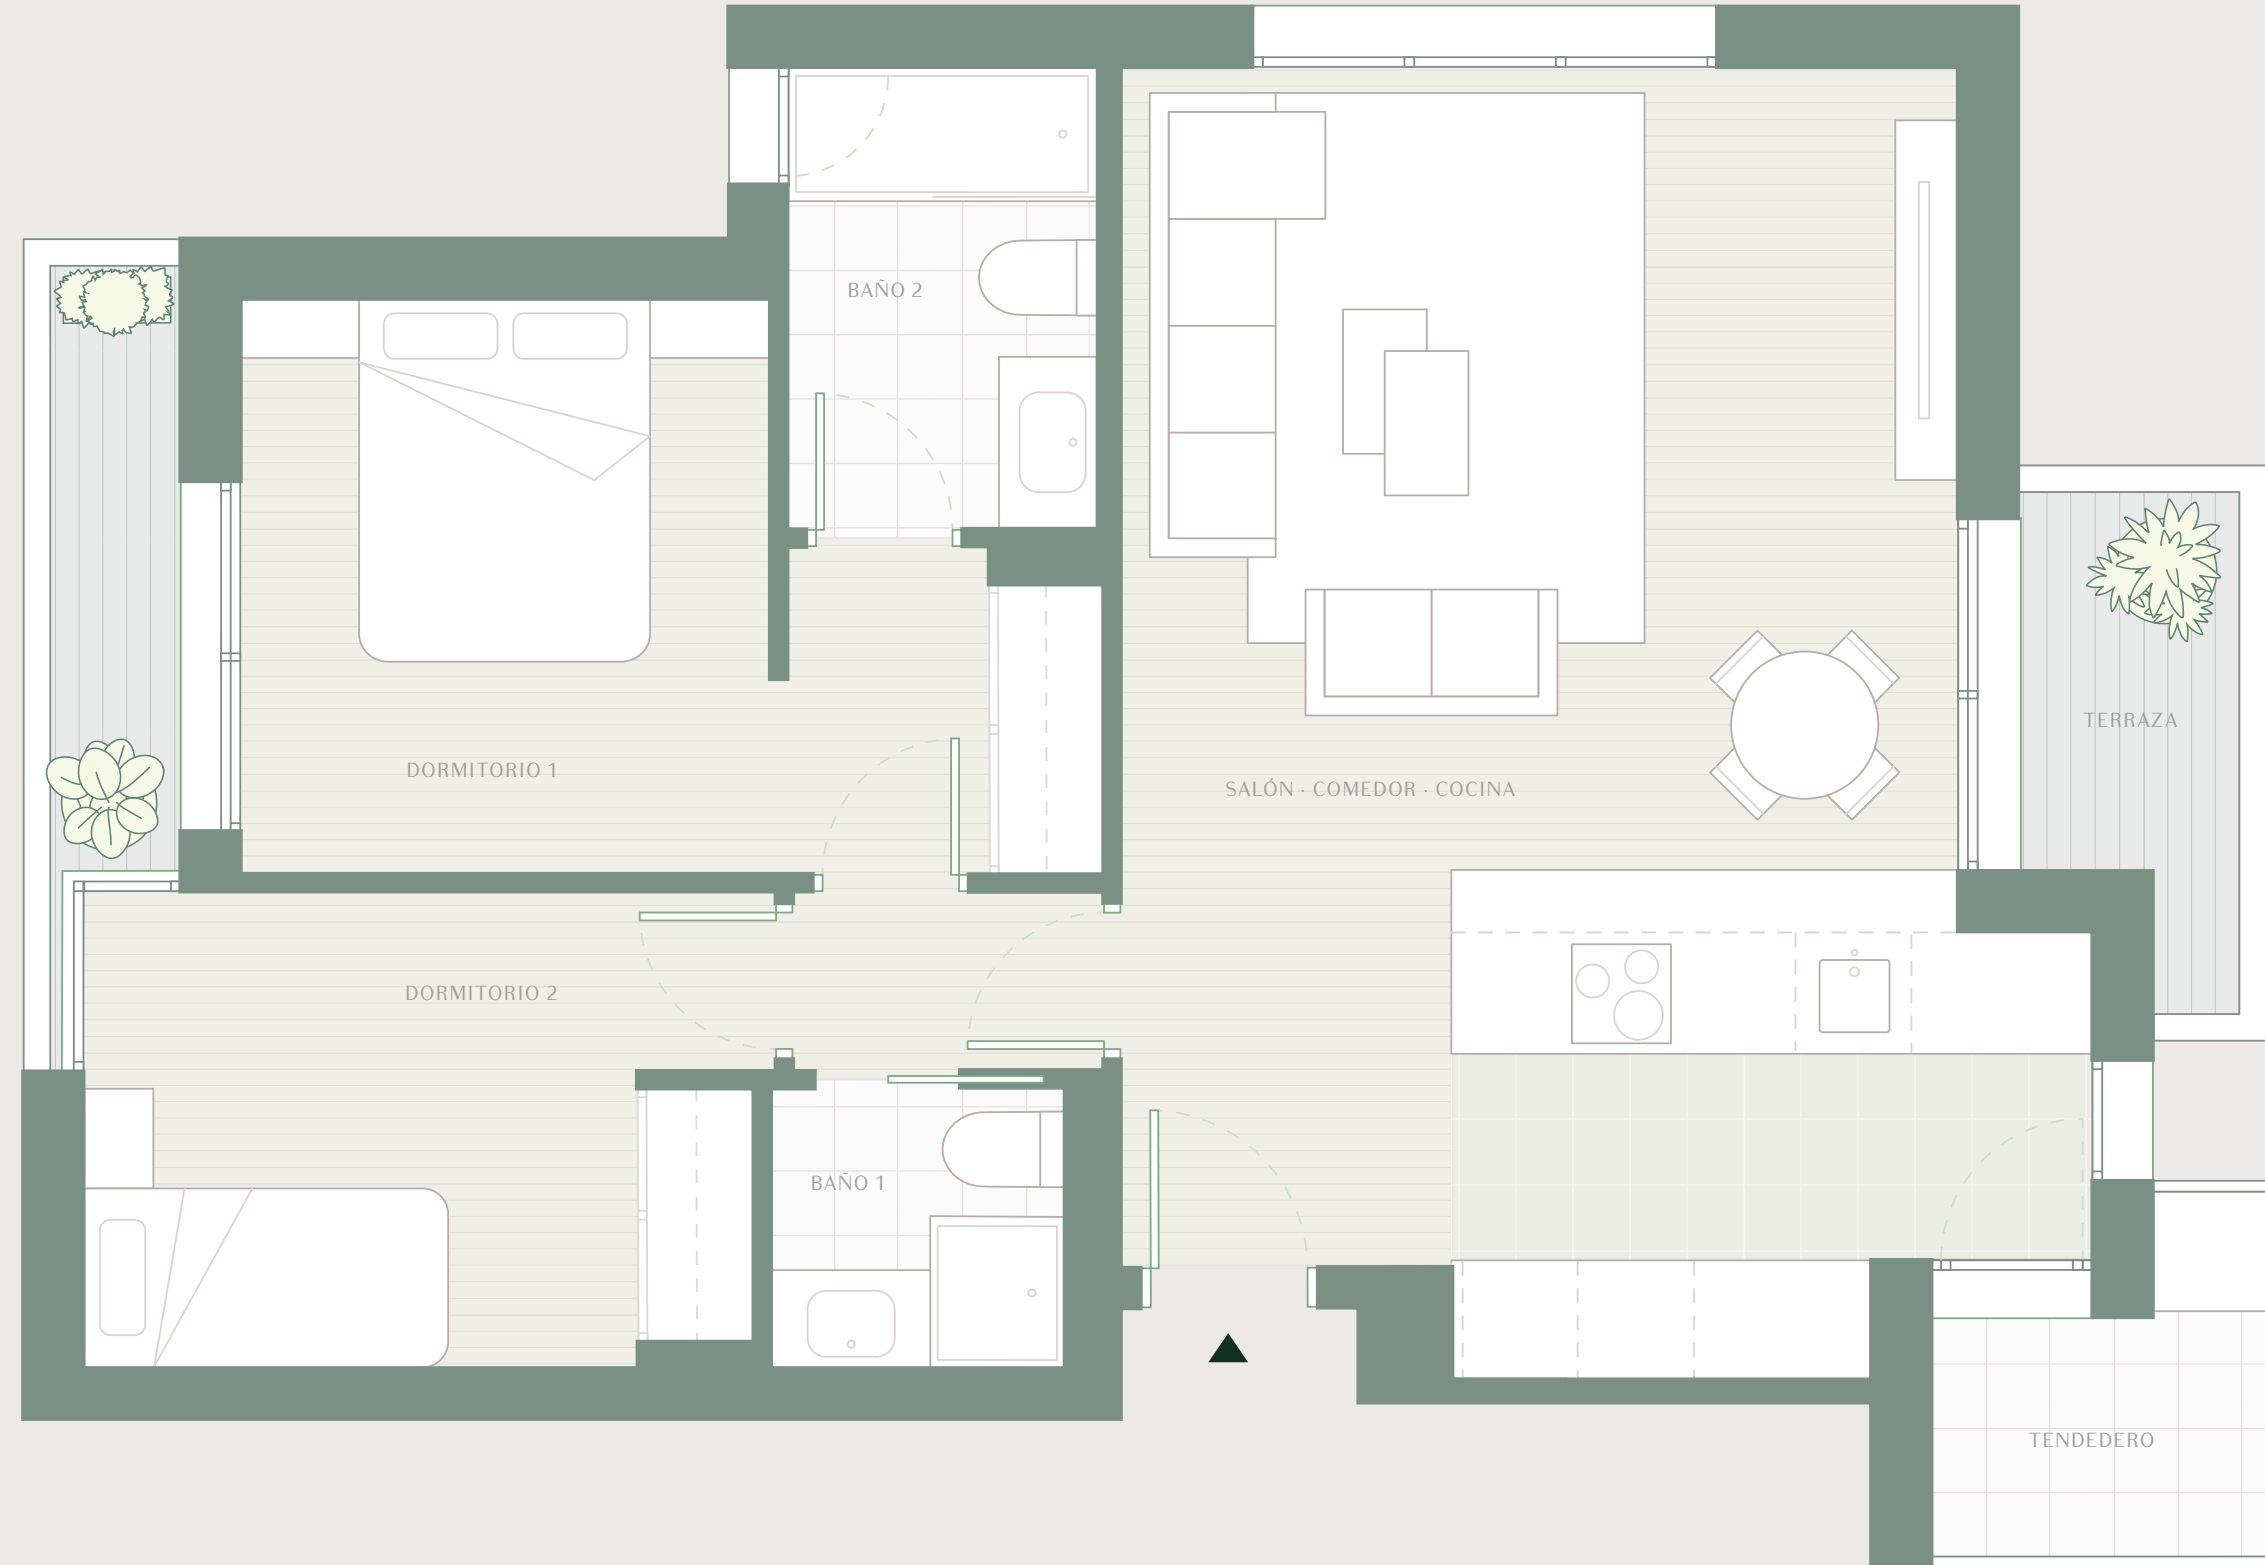 BAÑO 2
TERRAZA
DORMITORIO 1
SALÓN · COMEDOR · COCINA
DORMITORIO 2
BAÑO 1
TENDEDERO